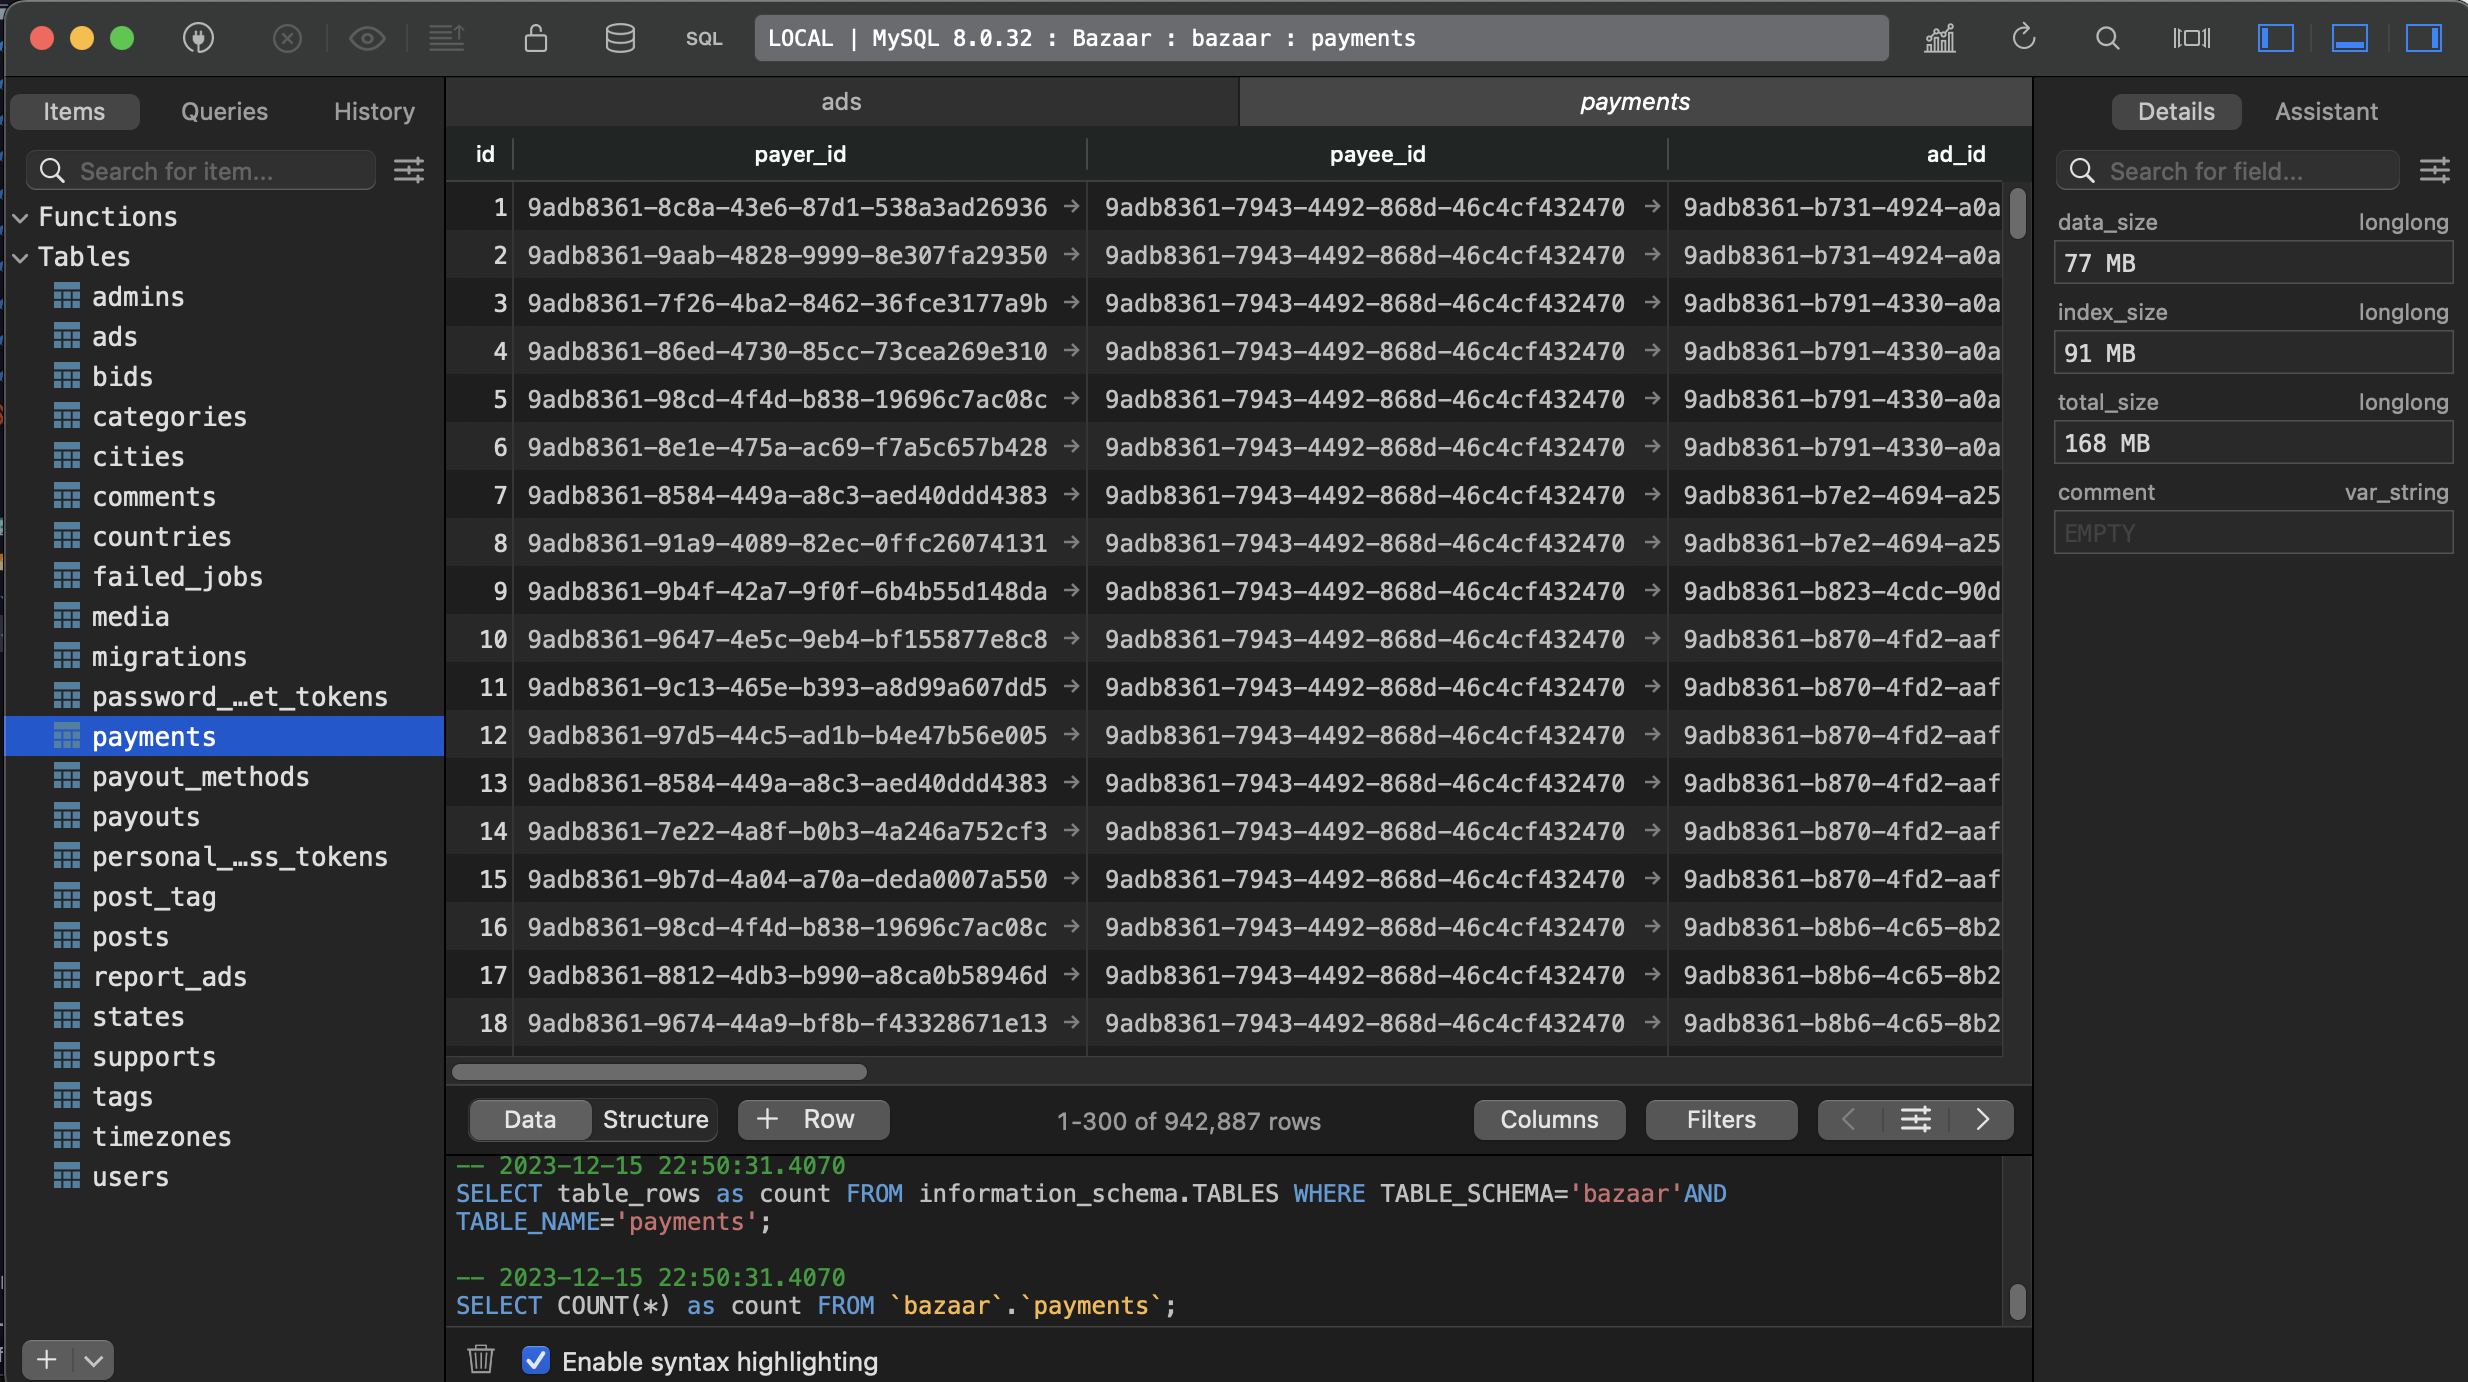 SQL
LOCAL | MySQL 8.0.32 : Bazaar : bazaar : payments
Items Queries History
Search for item...
Functions
Tables
admins
ads
bids
categories
cities
comments
countries
failed_jobs
media
migrations
password_…et_tokens
payments
payout_methods
payouts
personal_…ss_tokens
post_tag
posts
report_ads
states
supports
tags
timezones
users
ads payments
id payer_id payee_id ad_id
1 9adb8361-8c8a-43e6-87d1-538a3ad26936 → 9adb8361-7943-4492-868d-46c4cf432470 → 9adb8361-b731-4924-a0a
2 9adb8361-9aab-4828-9999-8e307fa29350 → 9adb8361-7943-4492-868d-46c4cf432470 → 9adb8361-b731-4924-a0a
3 9adb8361-7f26-4ba2-8462-36fce3177a9b → 9adb8361-7943-4492-868d-46c4cf432470 → 9adb8361-b791-4330-a0a
4 9adb8361-86ed-4730-85cc-73cea269e310 → 9adb8361-7943-4492-868d-46c4cf432470 → 9adb8361-b791-4330-a0a
5 9adb8361-98cd-4f4d-b838-19696c7ac08c → 9adb8361-7943-4492-868d-46c4cf432470 → 9adb8361-b791-4330-a0a
6 9adb8361-8e1e-475a-ac69-f7a5c657b428 → 9adb8361-7943-4492-868d-46c4cf432470 → 9adb8361-b791-4330-a0a
7 9adb8361-8584-449a-a8c3-aed40ddd4383 → 9adb8361-7943-4492-868d-46c4cf432470 → 9adb8361-b7e2-4694-a25
8 9adb8361-91a9-4089-82ec-0ffc26074131 → 9adb8361-7943-4492-868d-46c4cf432470 → 9adb8361-b7e2-4694-a25
9 9adb8361-9b4f-42a7-9f0f-6b4b55d148da → 9adb8361-7943-4492-868d-46c4cf432470 → 9adb8361-b823-4cdc-90d
10 9adb8361-9647-4e5c-9eb4-bf155877e8c8 → 9adb8361-7943-4492-868d-46c4cf432470 → 9adb8361-b870-4fd2-aaf
11 9adb8361-9c13-465e-b393-a8d99a607dd5 → 9adb8361-7943-4492-868d-46c4cf432470 → 9adb8361-b870-4fd2-aaf
12 9adb8361-97d5-44c5-ad1b-b4e47b56e005 → 9adb8361-7943-4492-868d-46c4cf432470 → 9adb8361-b870-4fd2-aaf
13 9adb8361-8584-449a-a8c3-aed40ddd4383 → 9adb8361-7943-4492-868d-46c4cf432470 → 9adb8361-b870-4fd2-aaf
14 9adb8361-7e22-4a8f-b0b3-4a246a752cf3 → 9adb8361-7943-4492-868d-46c4cf432470 → 9adb8361-b870-4fd2-aaf
15 9adb8361-9b7d-4a04-a70a-deda0007a550 → 9adb8361-7943-4492-868d-46c4cf432470 → 9adb8361-b870-4fd2-aaf
16 9adb8361-98cd-4f4d-b838-19696c7ac08c → 9adb8361-7943-4492-868d-46c4cf432470 → 9adb8361-b8b6-4c65-8b2
17 9adb8361-8812-4db3-b990-a8ca0b58946d → 9adb8361-7943-4492-868d-46c4cf432470 → 9adb8361-b8b6-4c65-8b2
18 9adb8361-9674-44a9-bf8b-f43328671e13 → 9adb8361-7943-4492-868d-46c4cf432470 → 9adb8361-b8b6-4c65-8b2
Data Structure + Row 1-300 of 942,887 rows Columns Filters
-- 2023-12-15 22:50:31.4070
SELECT table_rows as count FROM information_schema.TABLES WHERE TABLE_SCHEMA='bazaar'AND
TABLE_NAME='payments';
-- 2023-12-15 22:50:31.4070
SELECT COUNT(*) as count FROM `bazaar`.`payments`;
Enable syntax highlighting
Details Assistant
Search for field...
data_size longlong
77 MB
index_size longlong
91 MB
total_size longlong
168 MB
comment var_string
EMPTY